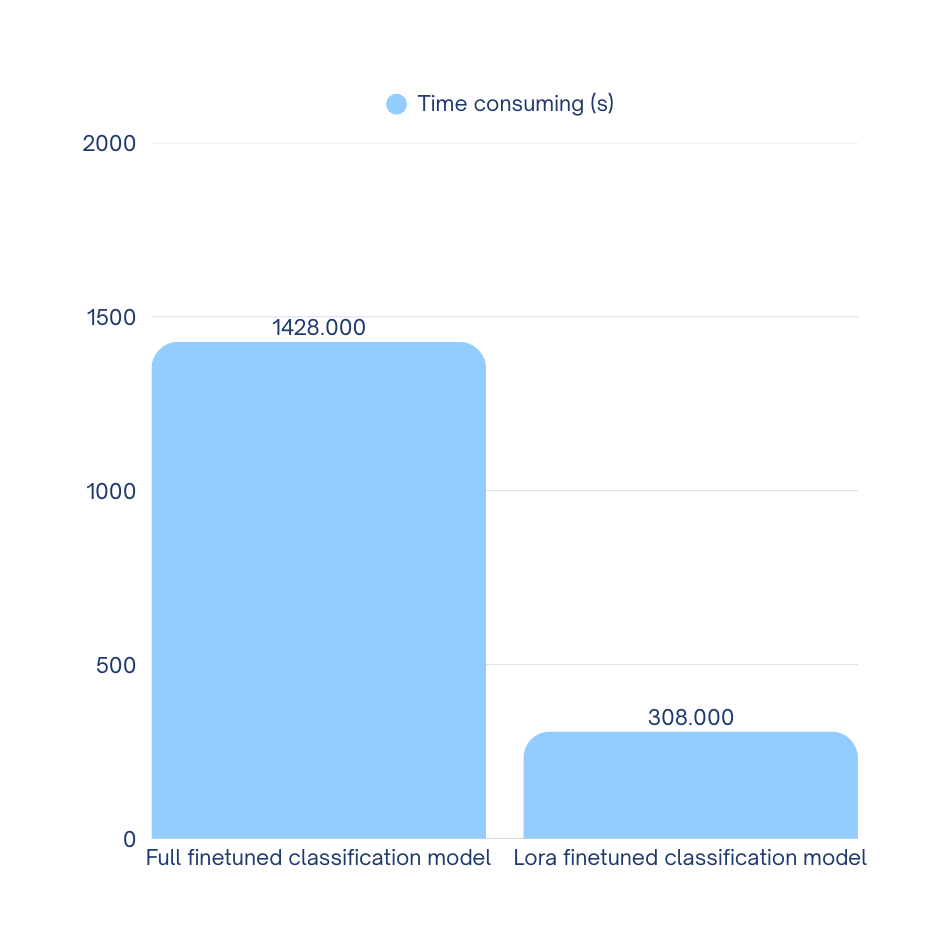 Time consuming (s)
2000
1500
1428.000
1000
500
308.000
0
Full finetuned classification model
Lora finetuned classification model